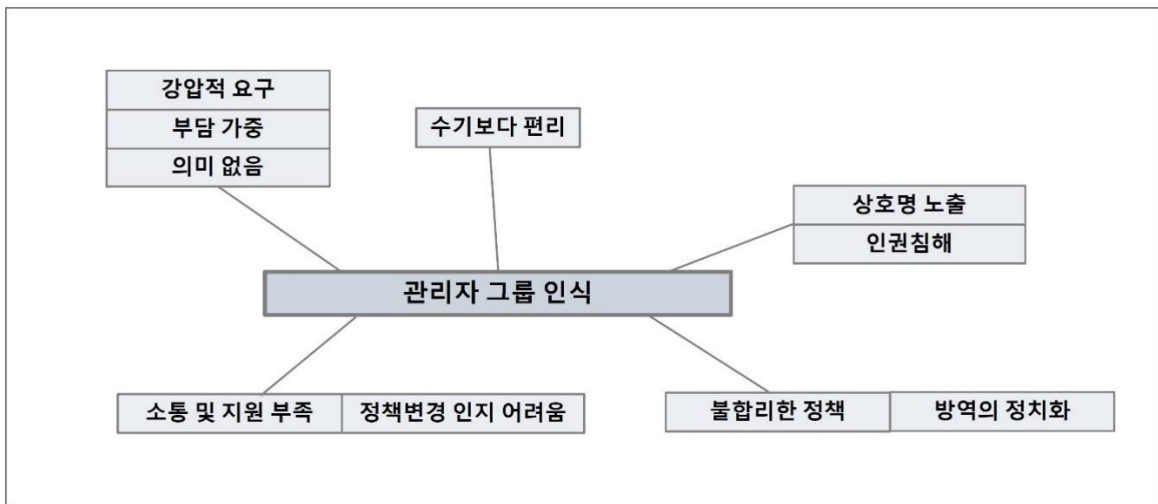 강압적 요구
부담 가중
의미 없음
수기보다 편리
상호명 노출
인권침해
관리자 그룹 인식
소통 및 지원 부족
정책변경 인지 어려움
불합리한 정책
방역의 정치화